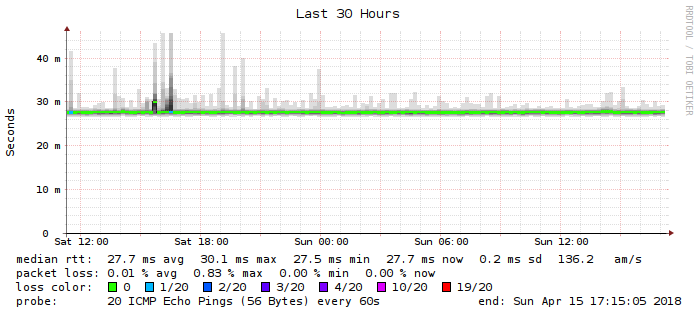 Last 30 Hours
RRDTOOL / TOBI OETIKER
Seconds
40 m
30 m
20 m
10 m
0
Sat 12:00 Sat 18:00 Sun 00:00 Sun 06:00 Sun 12:00
median rtt: 27.7 ms avg 30.1 ms max 27.5 ms min 27.7 ms now 0.2 ms sd 136.2 am/s
packet loss: 0.01 % avg 0.83 % max 0.00 % min 0.00 % now
loss color: 0 1/20 2/20 3/20 4/20 10/20 19/20
probe: 20 ICMP Echo Pings (56 Bytes) every 60s end: Sun Apr 15 17:15:05 2018